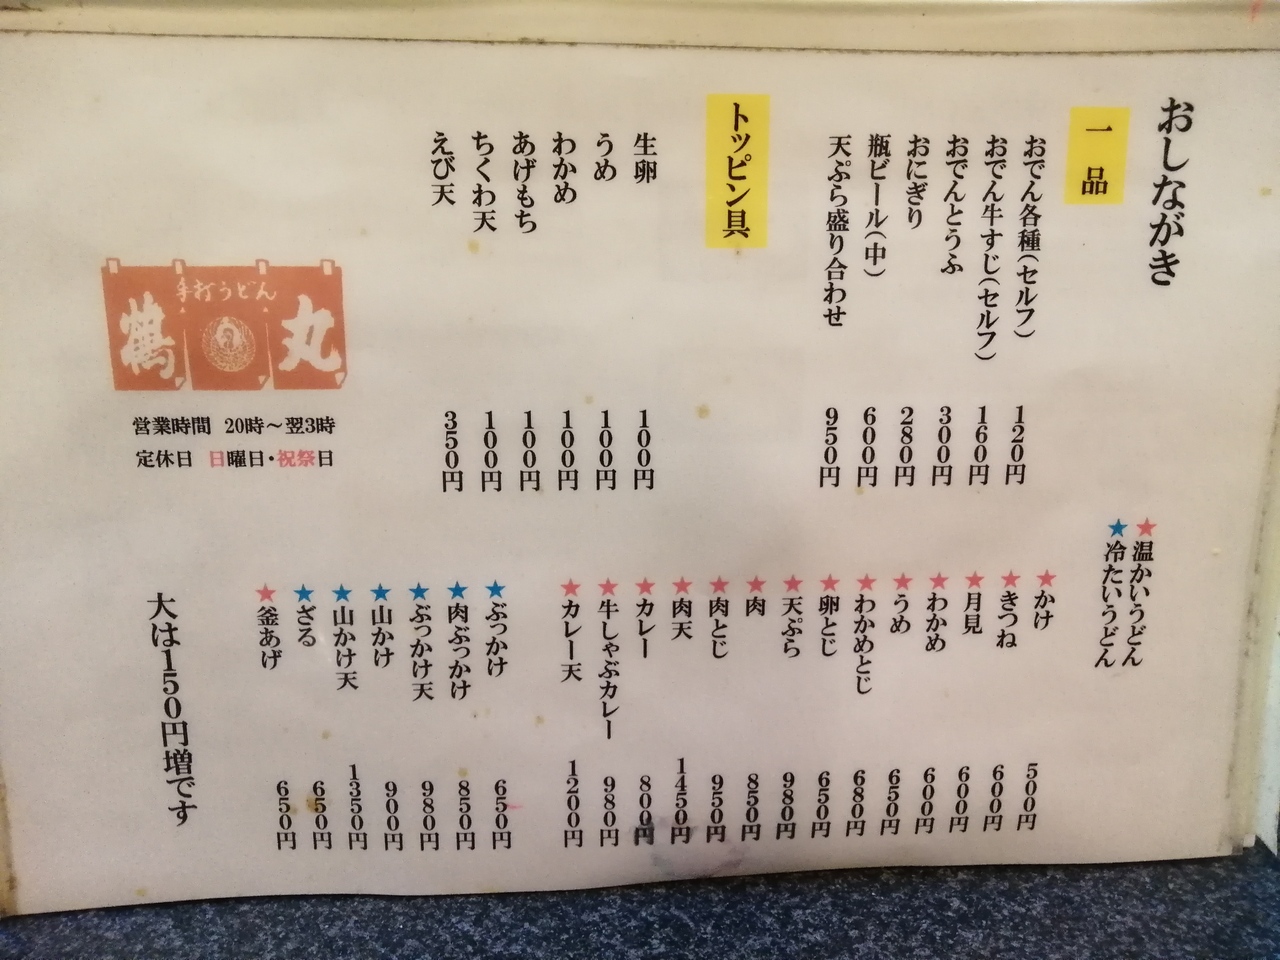 おしながき
一品
おでん各種(セルフ) 120円
おでん牛すじ(セルフ) 160円
おでんとうふ 300円
おにぎり 280円
瓶ビール(中) 600円
天ぷら盛り合わせ 950円
トッピン具
生卵 100円
うめ 100円
わかめ 100円
あげもち 100円
ちくわ天 100円
えび天 350円
手打うどん
鶴丸
営業時間 20時〜翌3時
定休日 日曜日・祝祭日
★温かいうどん
★冷たいうどん
★かけ 500円
★きつね 600円
★月見 600円
★わかめ 600円
★うめ 650円
★わかめとじ 680円
★卵とじ 650円
★天ぷら 980円
★肉 850円
★肉とじ 950円
★肉天 1450円
★カレー 800円
★牛しゃぶカレー 980円
★カレー天 1200円
★ぶっかけ 650円
★肉ぶっかけ 850円
★ぶっかけ天 980円
★山かけ 900円
★山かけ天 1350円
★ざる 650円
★釜あげ 650円
大は150円増です